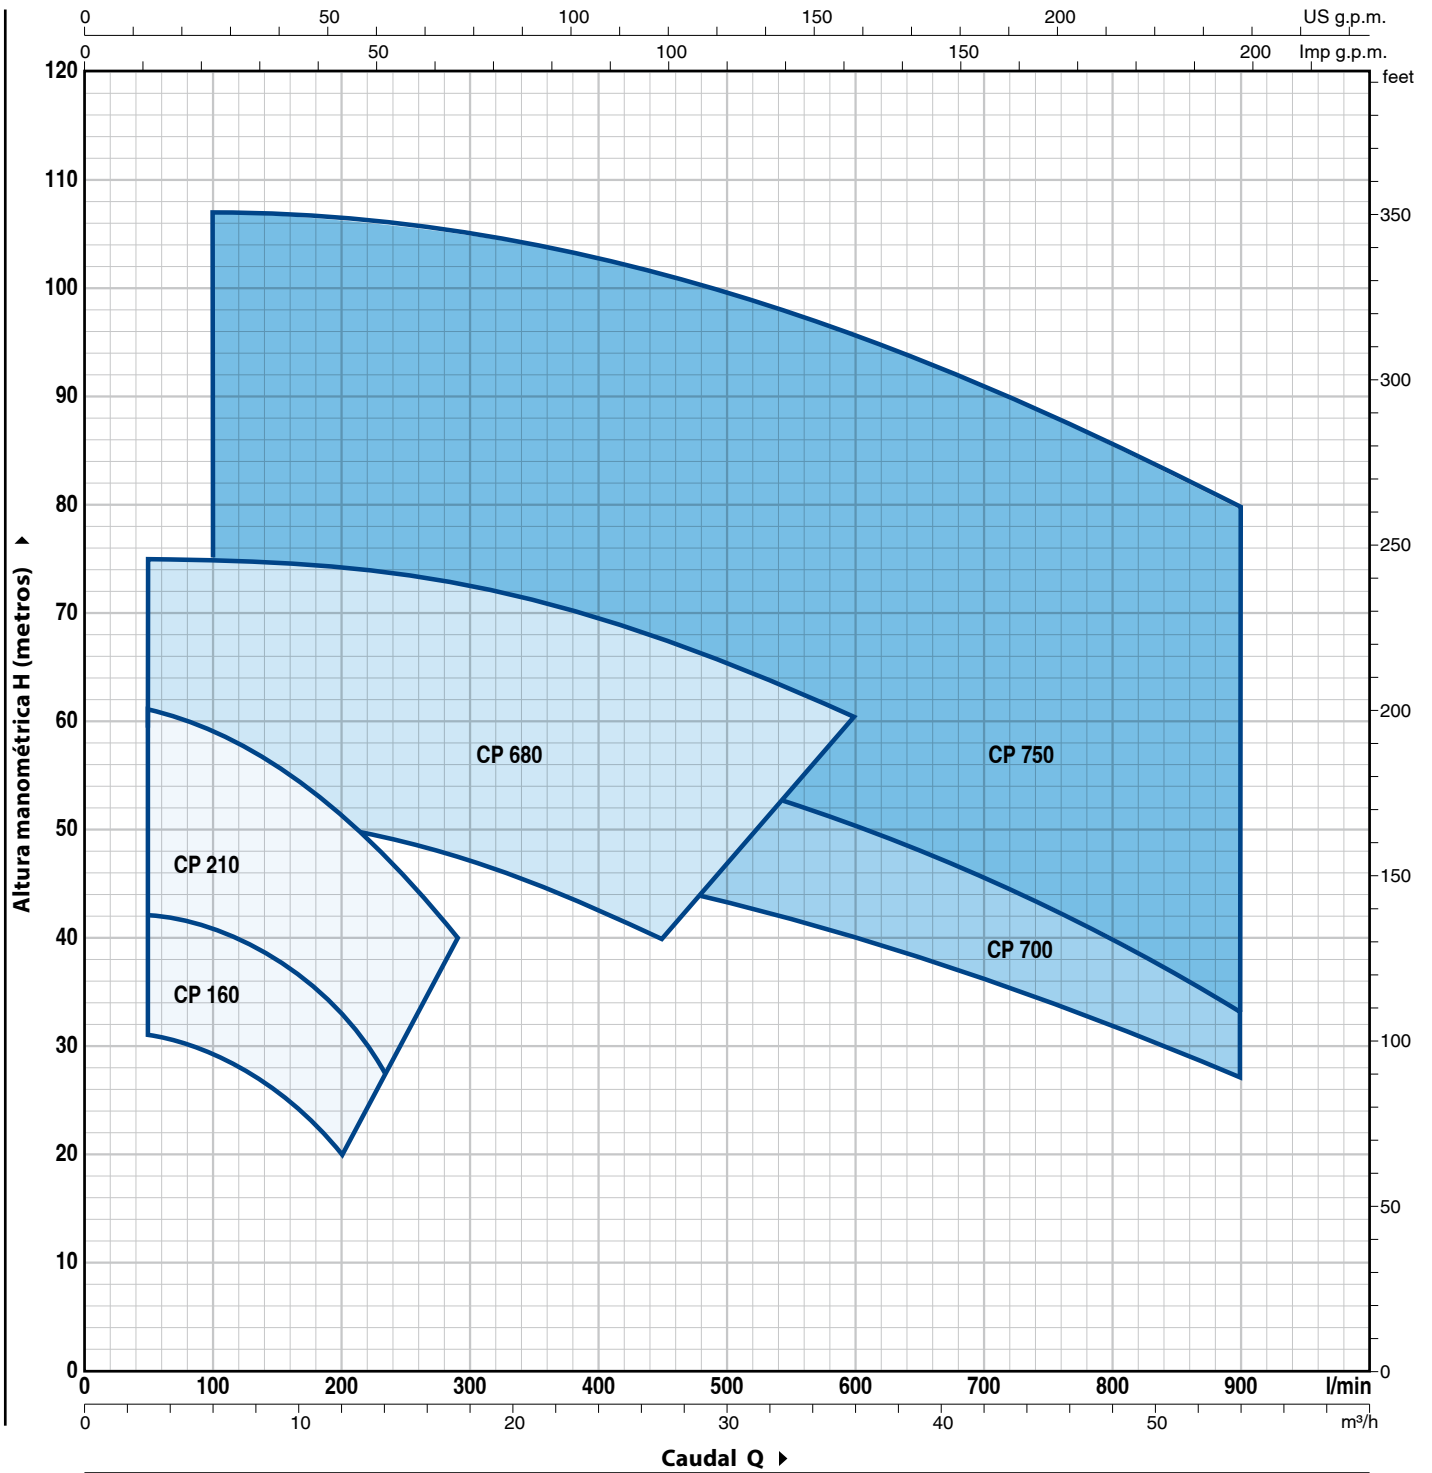 0 50 100 150 200 US g.p.m.
0 50 100 150 200 Imp g.p.m.
120 feet
110
350
100
90 300
80
250
70
60 200
CP 680 CP 750
50
CP 210 150
40
CP 700
CP 160
30 100
20
50
10
0 0
0 100 200 300 400 500 600 700 800 900 l/min
0 10 20 30 40 50 m³/h
Caudal Q
Altura manométrica H (metros)